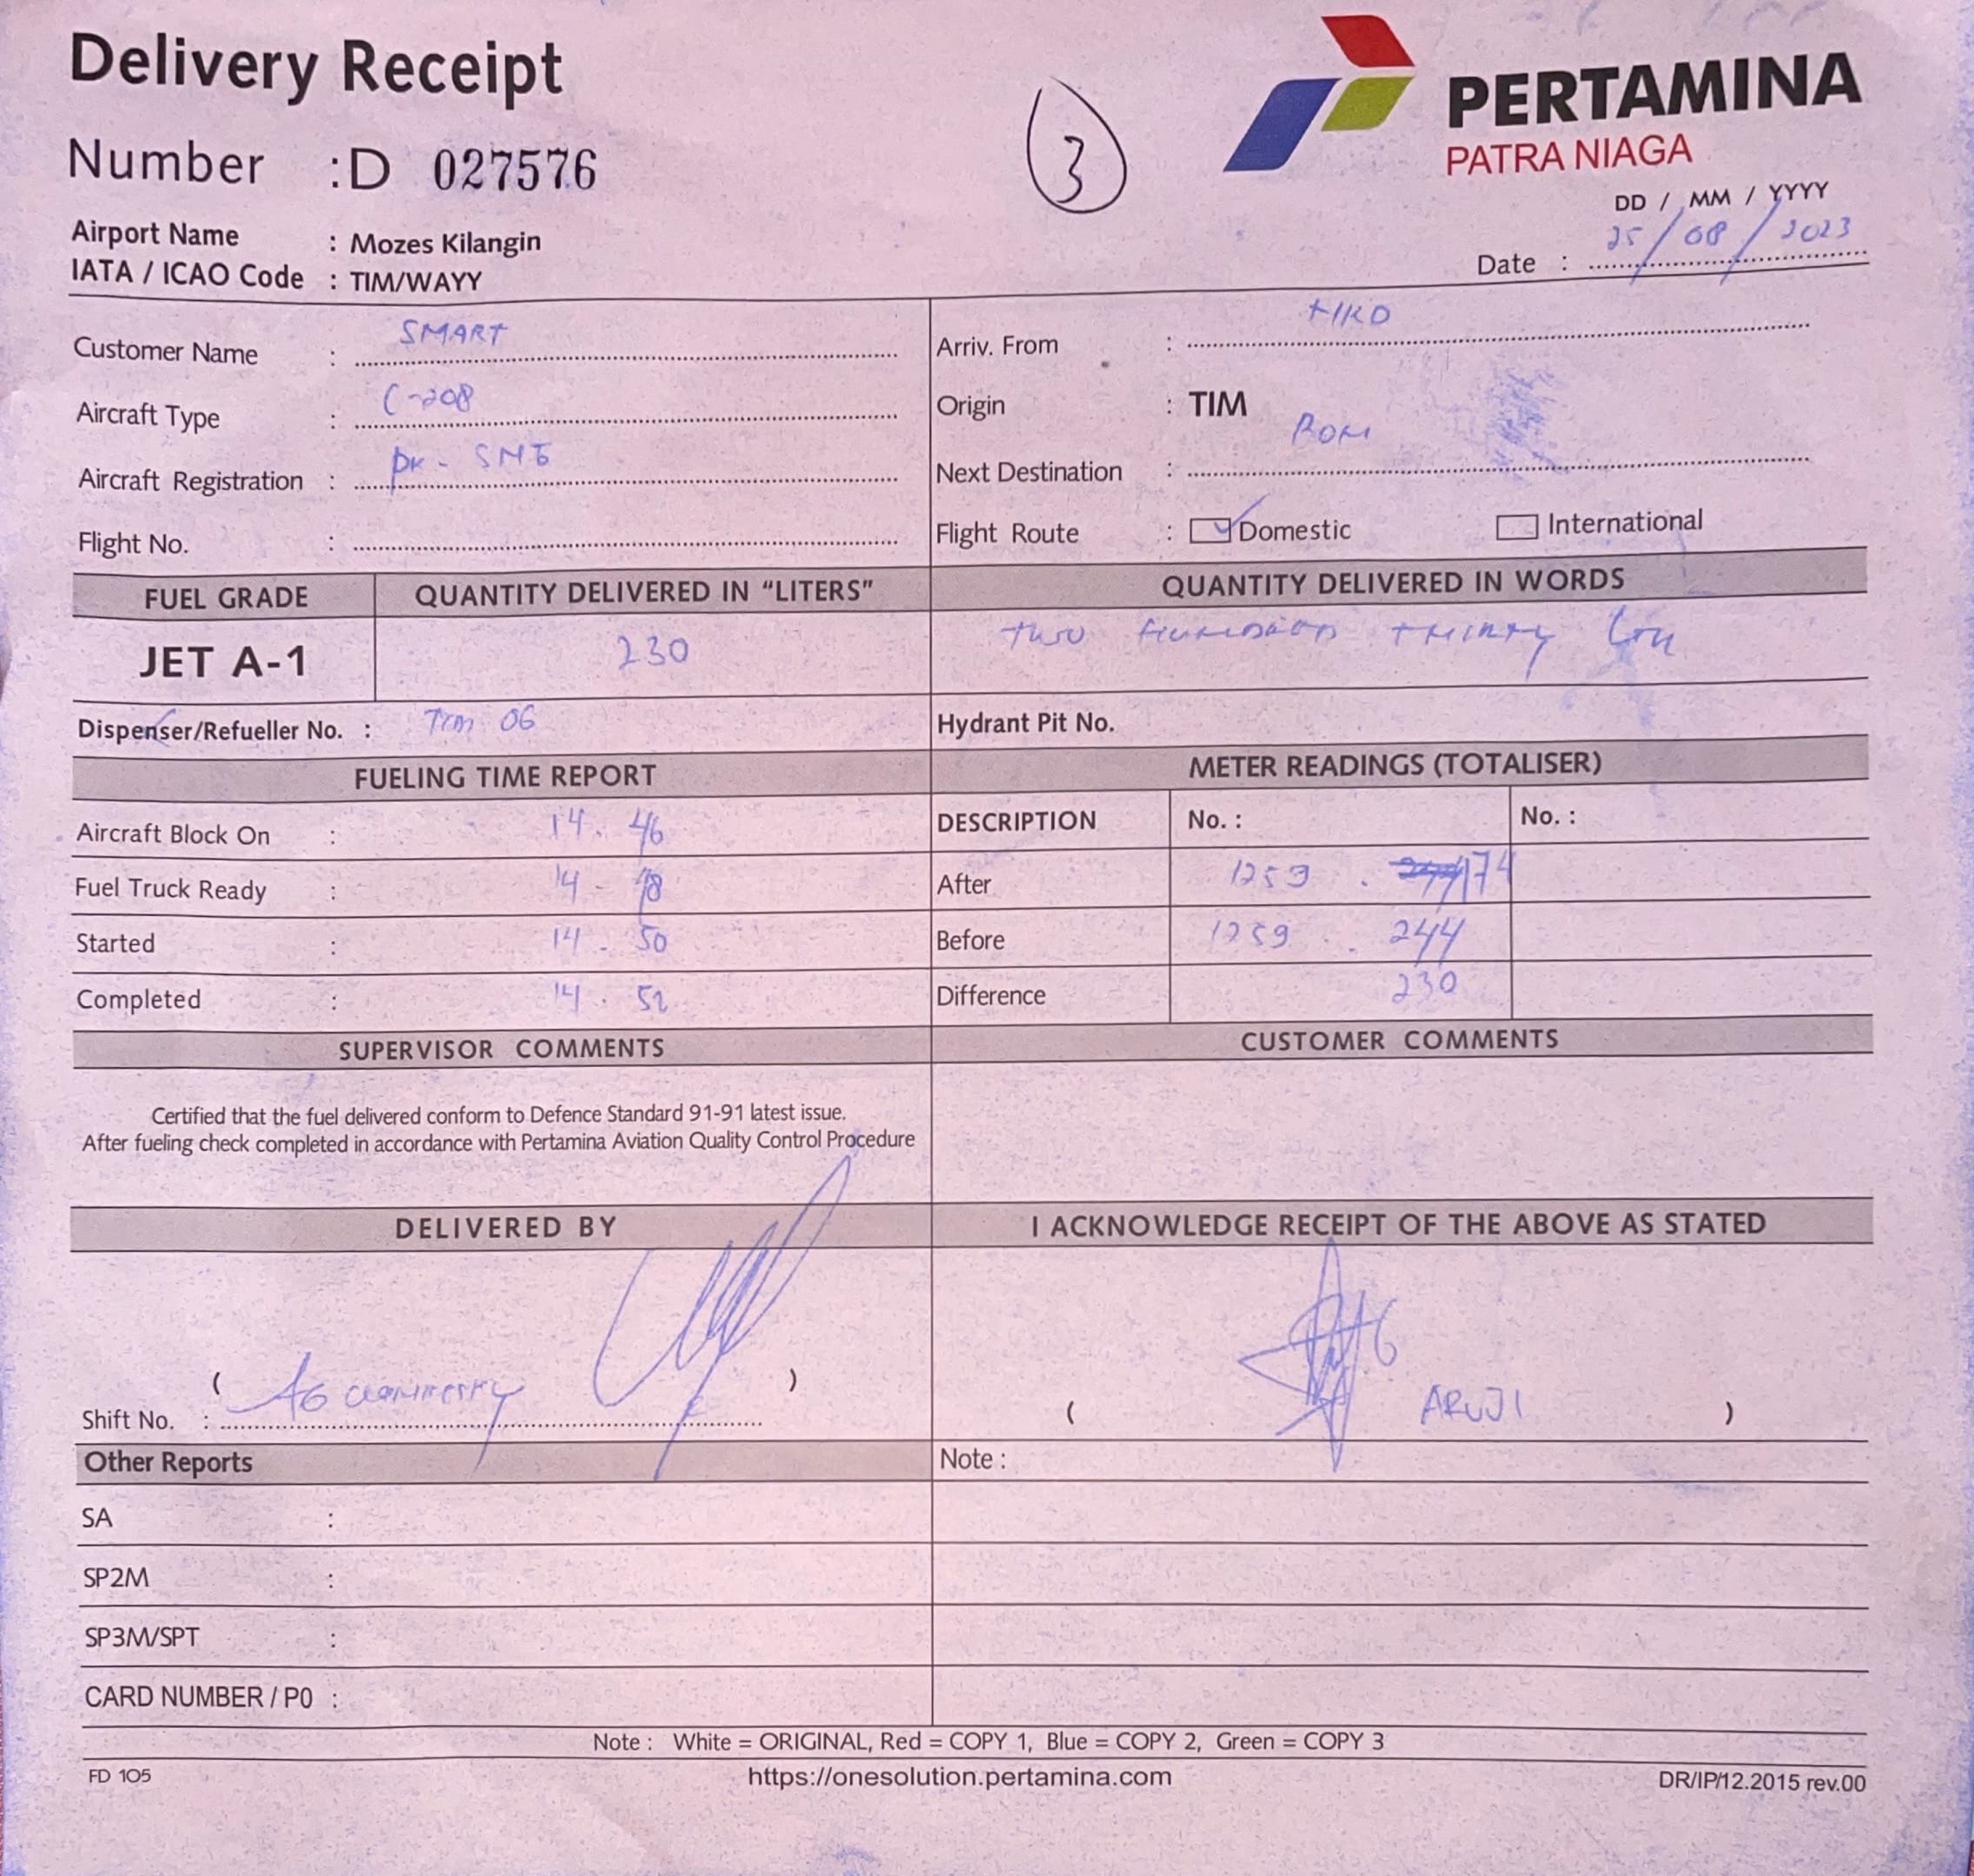 Delivery Receipt
Number : D 027576
3
PERTAMINA
PATRA NIAGA
Airport Name : Mozes Kilangin
IATA / ICAO Code : TIM/WAYY
DD / MM / YYYY
Date : 25/08/2023
Customer Name : SMART
Aircraft Type : C-208
Aircraft Registration : PK - SN
Flight No. :
Arriv. From :
Origin : TIM
Next Destination :
Flight Route : Domestic International
FUEL GRADE QUANTITY DELIVERED IN “LITERS” QUANTITY DELIVERED IN WORDS
JET A-1 230 two Hundred thirty
Dispenser/Refueller No. : Tim 06 Hydrant Pit No.
FUELING TIME REPORT
Aircraft Block On : 14. 46
Fuel Truck Ready : 14 - 48
Started : 14 - 50
Completed : 14 . 52
METER READINGS (TOTALISER)
DESCRIPTION No. : No. :
After 1259 . 174
Before 1259 . 244
Difference 230
SUPERVISOR COMMENTS CUSTOMER COMMENTS
Certified that the fuel delivered conform to Defence Standard 91-91 latest issue.
After fueling check completed in accordance with Pertamina Aviation Quality Control Procedure
DELIVERED BY I ACKNOWLEDGE RECEIPT OF THE ABOVE AS STATED
( )
Shift No. :
( ARUJI )
Other Reports Note :
SA :
SP2M :
SP3M/SPT :
CARD NUMBER / P0 :
Note : White = ORIGINAL, Red = COPY 1, Blue = COPY 2, Green = COPY 3
FD 105 https://onesolution.pertamina.com DR/IP/12.2015 rev.00